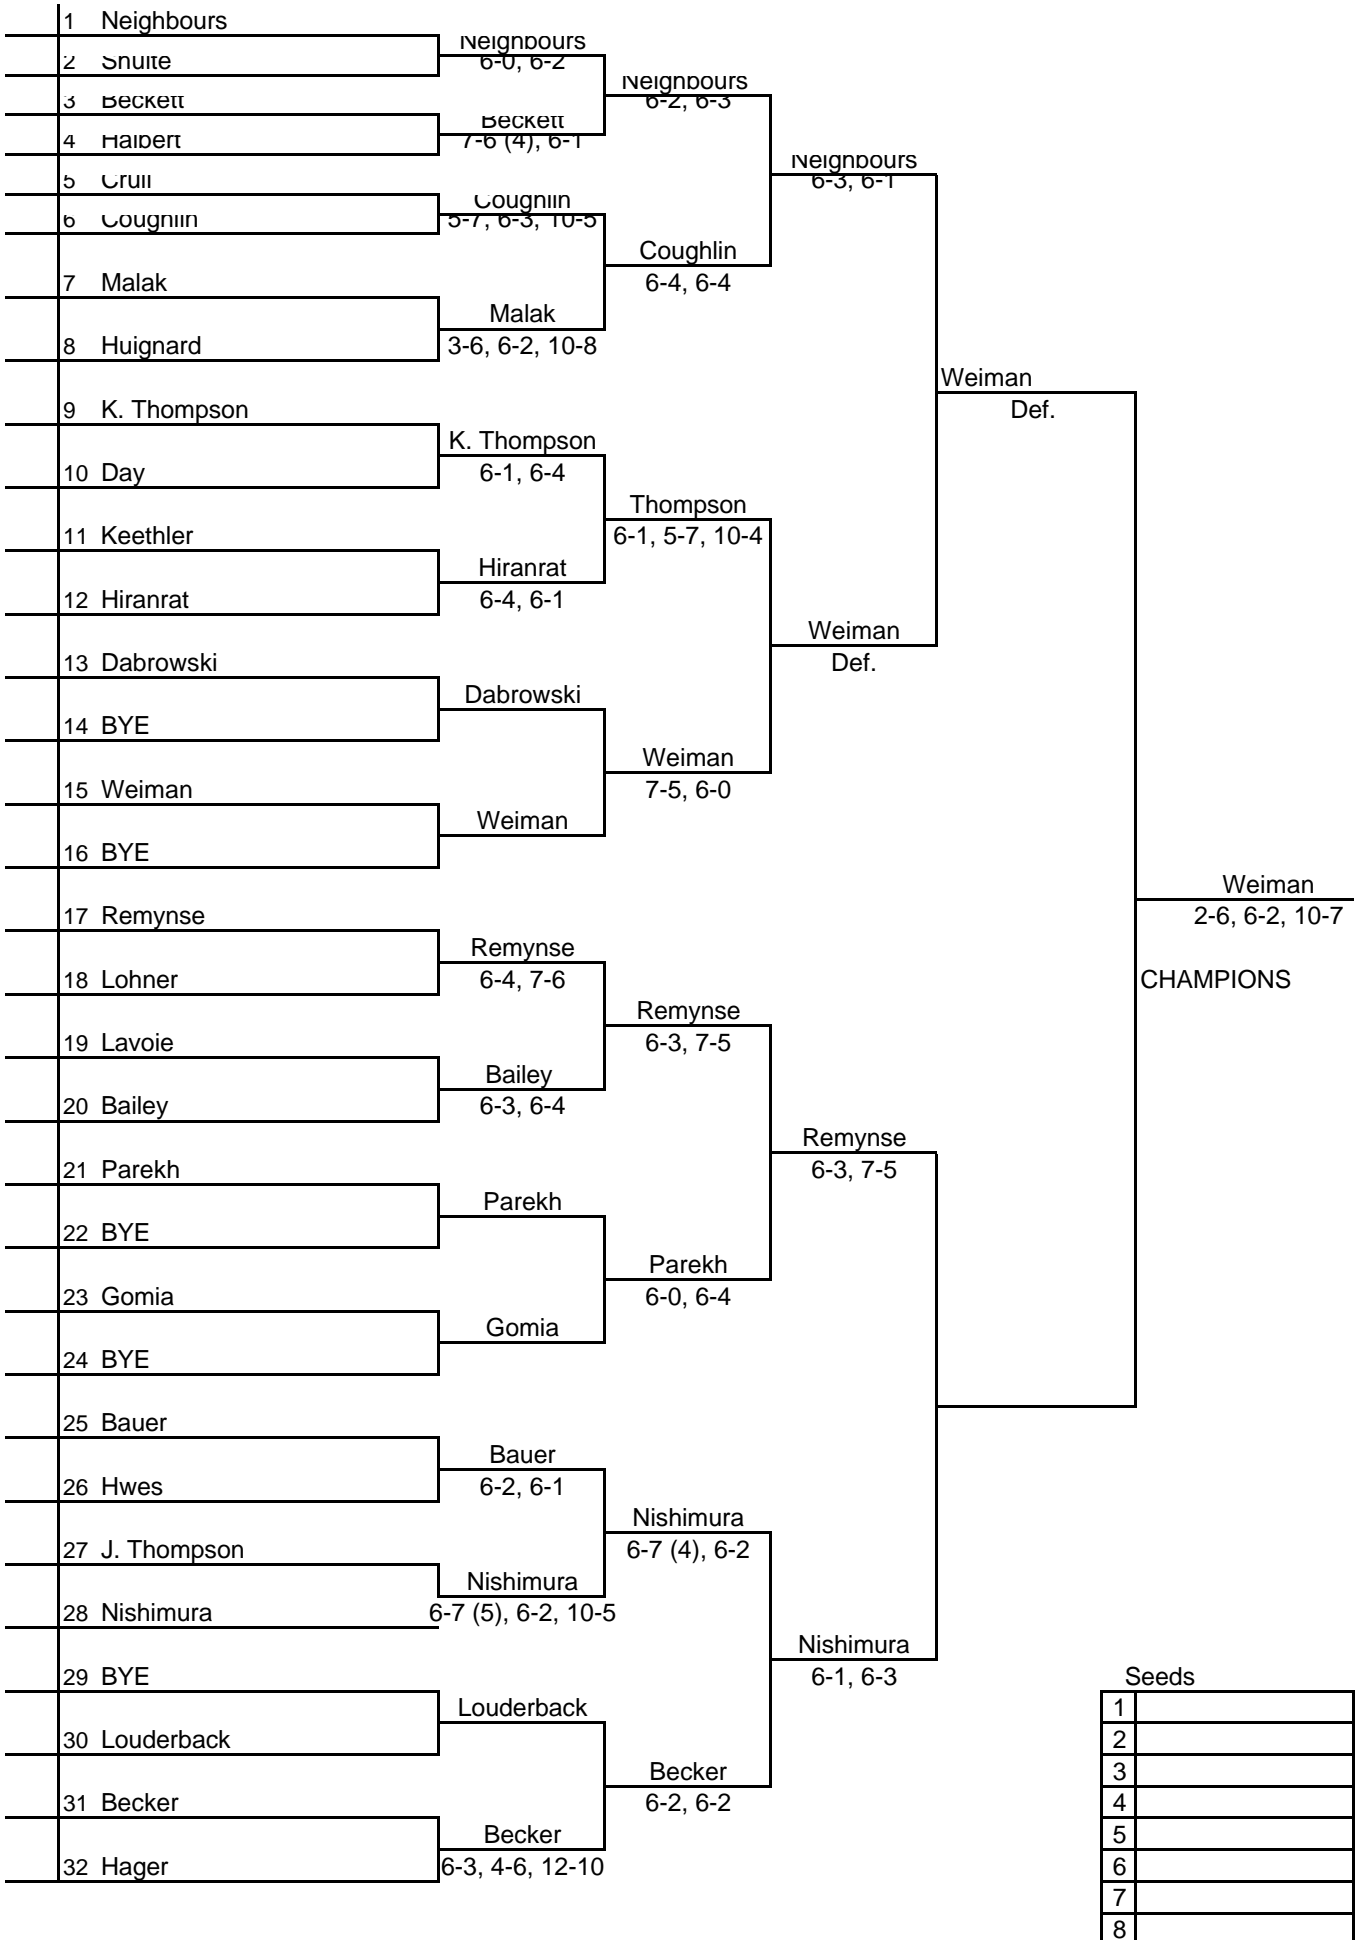 1 Neighbours
Neighbours
2 Shulte
6-0, 6-2
Neighbours
3 Beckett
6-2, 6-3
Beckett
4 Halbert
7-6 (4), 6-1
Neighbours
5 Crull
6-3, 6-1
Coughlin
6 Coughlin
5-7, 6-3, 10-5
Coughlin
7 Malak
6-4, 6-4
Malak
8 Huignard
3-6, 6-2, 10-8
Weiman
9 K. Thompson
Def.
K. Thompson
10 Day
6-1, 6-4
Thompson
11 Keethler
6-1, 5-7, 10-4
Hiranrat
12 Hiranrat
6-4, 6-1
Weiman
13 Dabrowski
Def.
Dabrowski
14 BYE
Weiman
15 Weiman
7-5, 6-0
Weiman
16 BYE
Weiman
17 Remynse
2-6, 6-2, 10-7
Remynse
18 Lohner
6-4, 7-6
CHAMPIONS
Remynse
19 Lavoie
6-3, 7-5
Bailey
20 Bailey
6-3, 6-4
Remynse
21 Parekh
6-3, 7-5
Parekh
22 BYE
Parekh
23 Gomia
6-0, 6-4
Gomia
24 BYE
25 Bauer
Bauer
26 Hwes
6-2, 6-1
Nishimura
27 J. Thompson
6-7 (4), 6-2
Nishimura
28 Nishimura
6-7 (5), 6-2, 10-5
Nishimura
29 BYE
6-1, 6-3
Seeds
Louderback
1
2
30 Louderback
Becker
3
31 Becker
6-2, 6-2
4
Becker
5
32 Hager
6-3, 4-6, 12-10
6
7
8